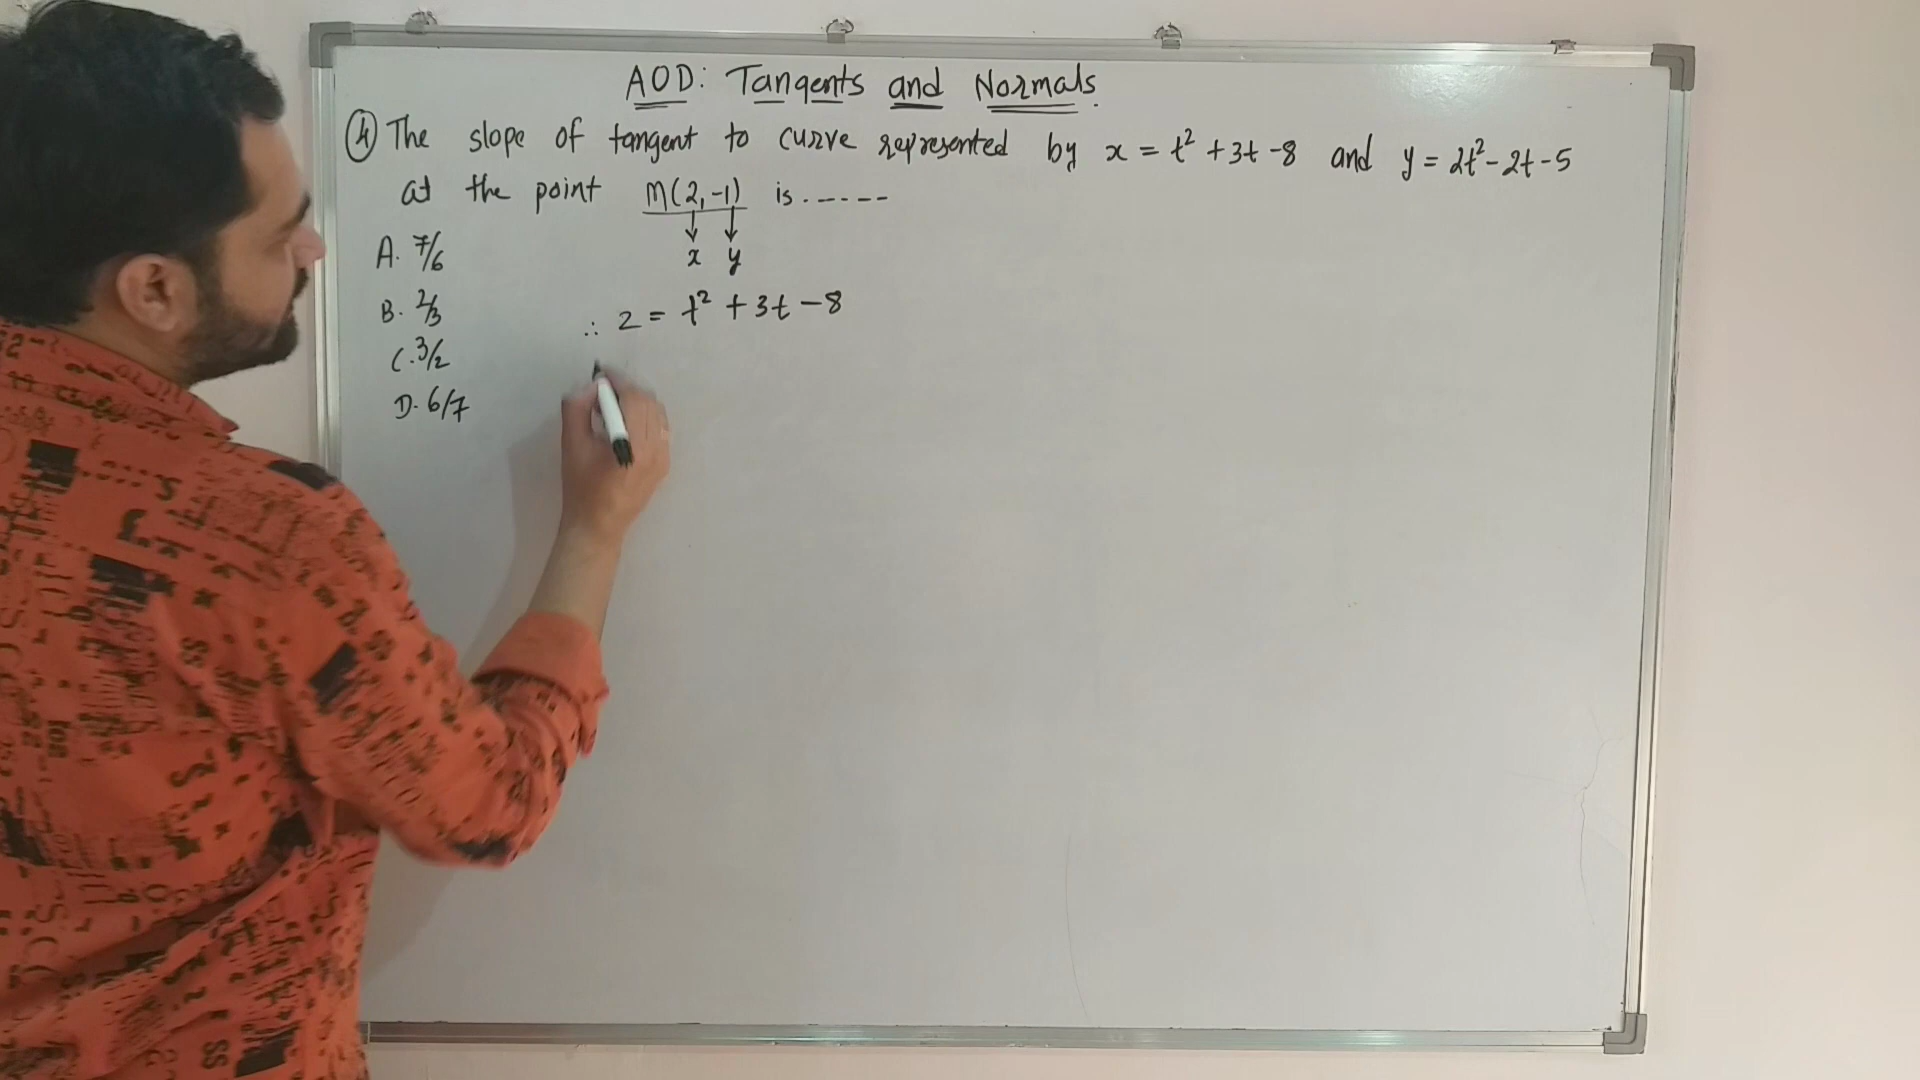 AOD: Tangents and Normals.
4 The slope of tangent to curve represented by x = t² + 3t - 8 and y = 2t² - 2t - 5
at the point M(2, -1) is .-----
x y
A. 7/6
B. 2/3
C. 3/2
D. 6/7
∴ 2 = t² + 3t - 8